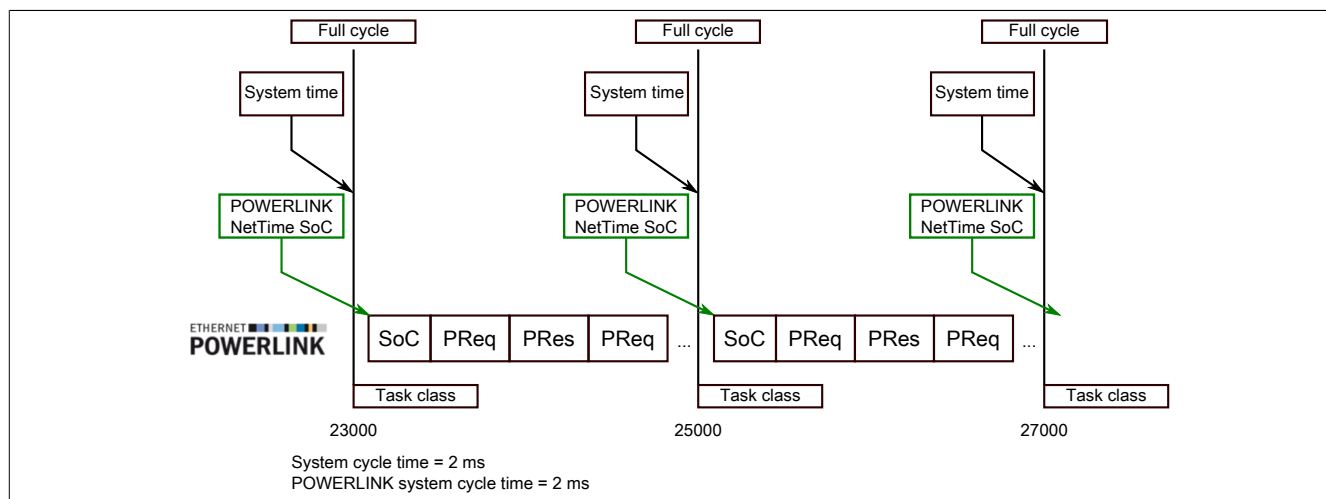 Full cycle
Full cycle
Full cycle
System time
System time
System time
POWERLINK
NetTime SoC
POWERLINK
NetTime SoC
POWERLINK
NetTime SoC
ETHERNET
POWERLINK
SoC PReq PRes PReq ... SoC PReq PRes PReq ...
Task class
Task class
Task class
23000
25000
27000
System cycle time = 2 ms
POWERLINK system cycle time = 2 ms